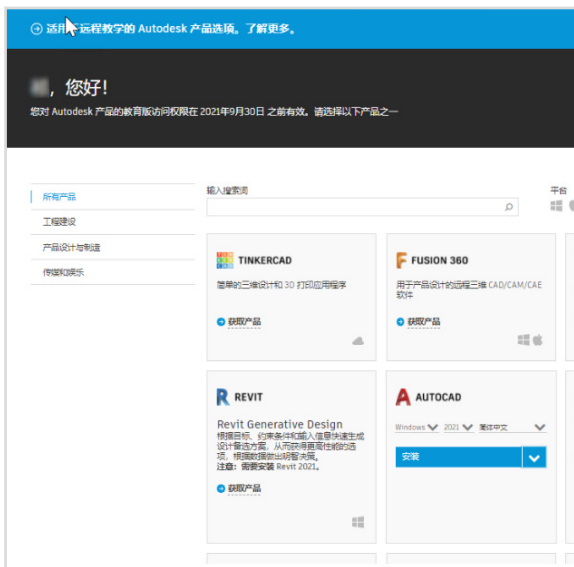 适用于远程教学的 Autodesk 产品选项。了解更多。
，您好!
您对 Autodesk 产品的教育版访问权限在 2021年9月30日 之前有效。请选择以下产品之一
所有产品
工程建设
产品设计与制造
传媒和娱乐
输入搜索词
平台
TINKERCAD
简单的三维设计和 3D 打印应用程序
获取产品
FUSION 360
用于产品设计的远程三维 CAD/CAM/CAE
软件
获取产品
REVIT
Revit Generative Design
根据目标、约束条件和输入信息快速生成
设计备选方案，从而获得更高性能的选
项，根据数据做出明智决策。
注意：需要安装 Revit 2021。
获取产品
AUTOCAD
Windows 2021 简体中文
安装